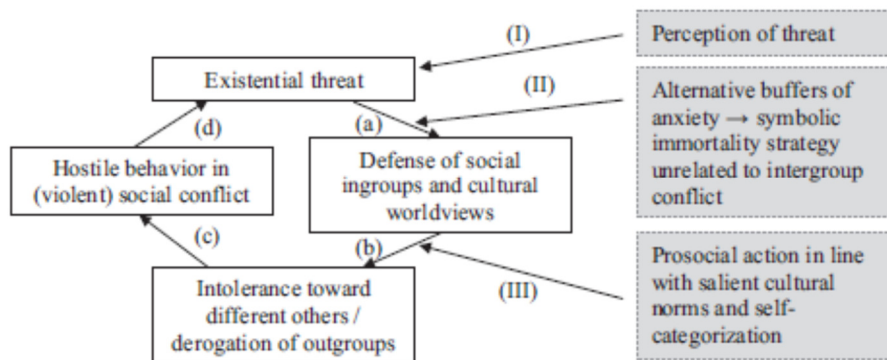 (I)
Perception of threat
Existential threat
(II)
(a)
(d)
Alternative buffers of
anxiety → symbolic
immortality strategy
unrelated to intergroup
conflict
Hostile behavior in
(violent) social conflict
Defense of social
ingroups and cultural
worldviews
(c)
(b)
(III)
Prosocial action in line
with salient cultural
norms and self-
categorization
Intolerance toward
different others /
derogation of outgroups